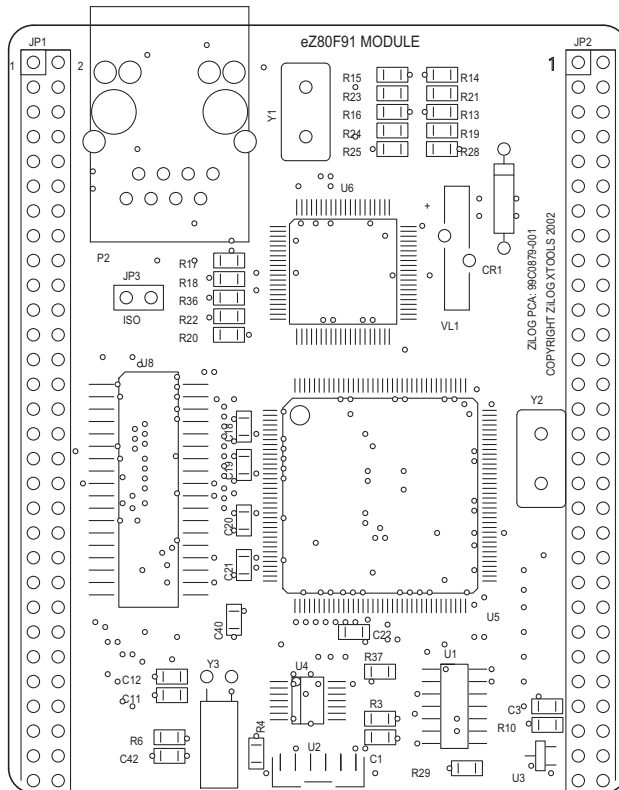 eZ80F91 MODULE
JP1
JP2
1
2
1
R15
R14
R23
R21
Y1
R16
R13
R24
R19
R25
R28
U6
+
P2
R17
CR1
JP3
R18
R36
ISO
R22
VL1
R20
ZiLOG PCA: 99C0879-001
COPYRIGHT ZiLOG XTOOLS 2002
U8
Y2
C18
C19
C20
C21
U5
C40
C22
U1
Y3
U4
R37
C12
C11
C3
R3
R10
R6
R4
C42
U2
C1
R29
U3